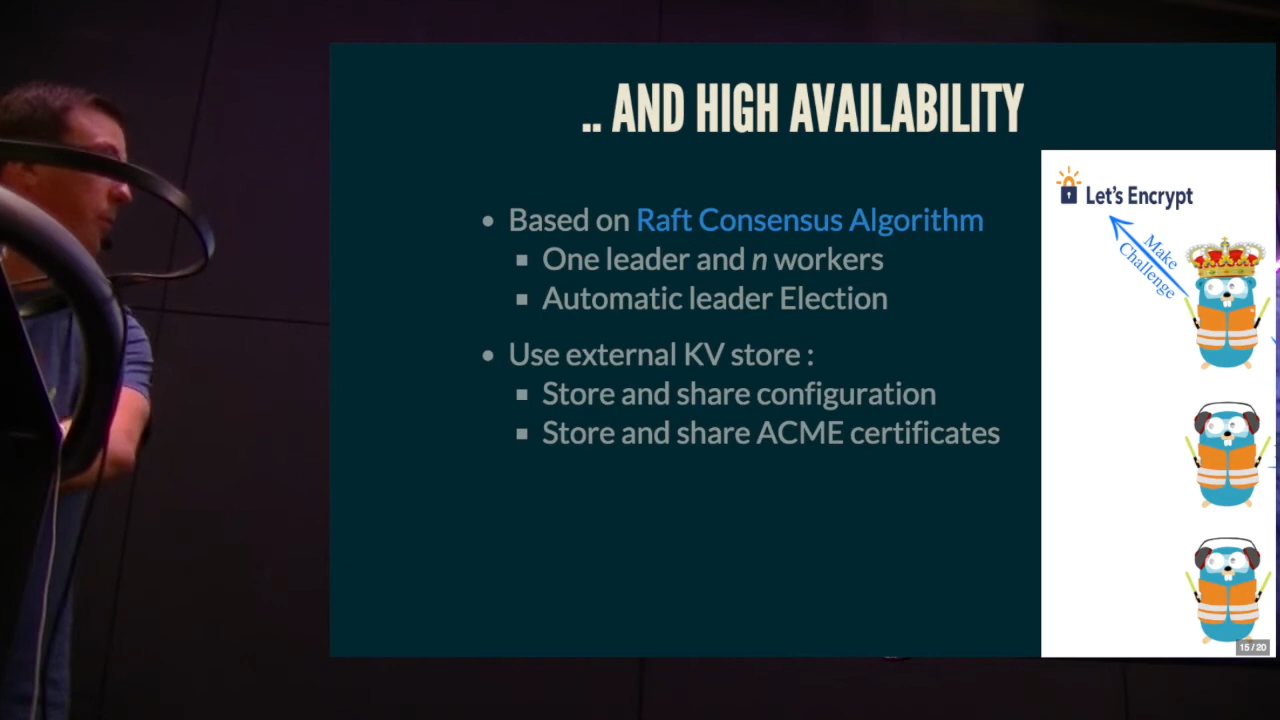 .. AND HIGH AVAILABILITY
Let's Encrypt
Make
Challenge
• Based on Raft Consensus Algorithm
▪ One leader and n workers
▪ Automatic leader Election
• Use external KV store :
▪ Store and share configuration
▪ Store and share ACME certificates
15 / 20